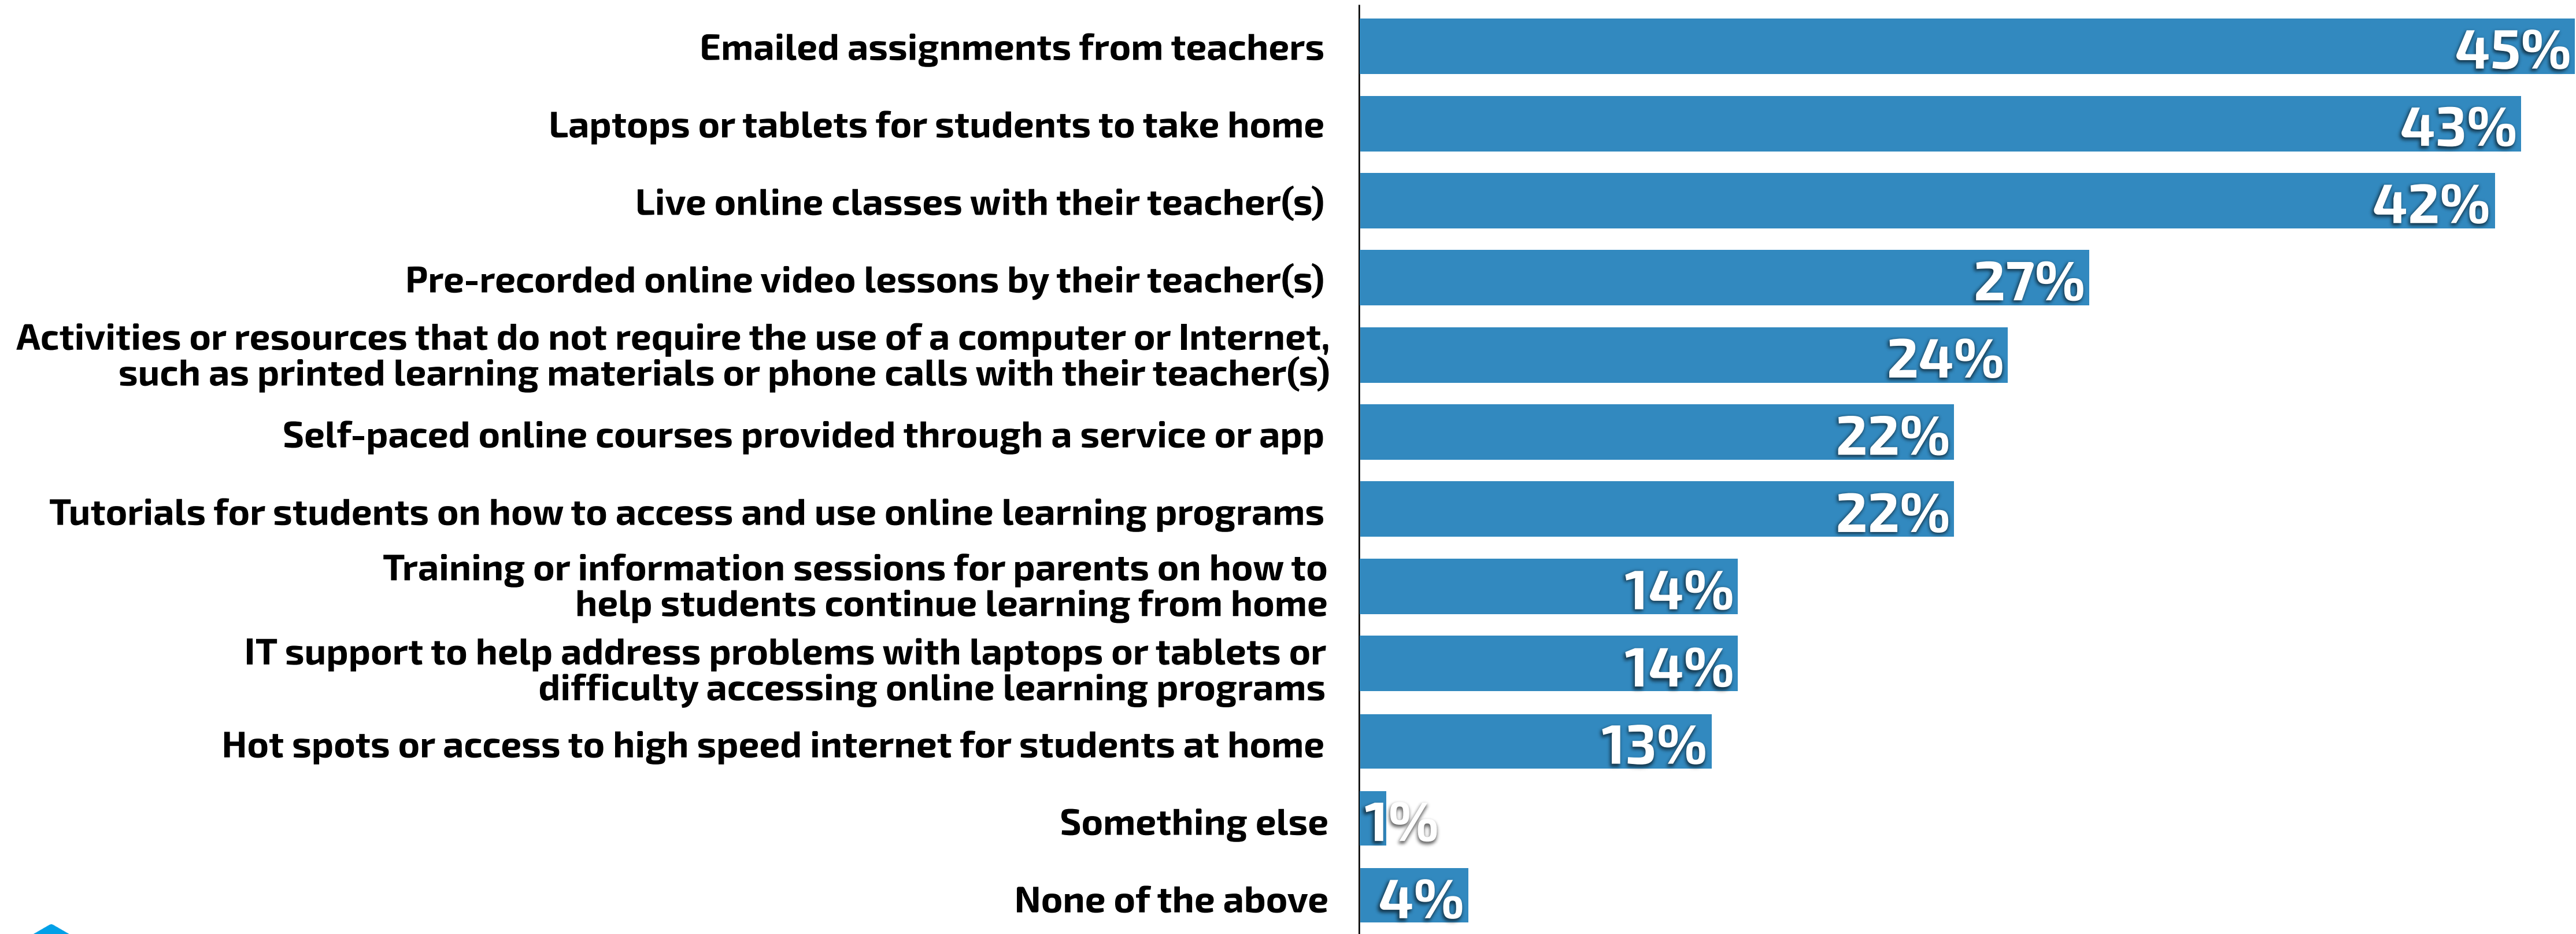 Emailed assignments from teachers
45%
Laptops or tablets for students to take home
43%
Live online classes with their teacher(s)
42%
Pre-recorded online video lessons by their teacher(s)
27%
Activities or resources that do not require the use of a computer or Internet,
such as printed learning materials or phone calls with their teacher(s)
24%
Self-paced online courses provided through a service or app
22%
Tutorials for students on how to access and use online learning programs
22%
Training or information sessions for parents on how to
help students continue learning from home
14%
IT support to help address problems with laptops or tablets or
difficulty accessing online learning programs
14%
Hot spots or access to high speed internet for students at home
13%
Something else
1%
None of the above
4%